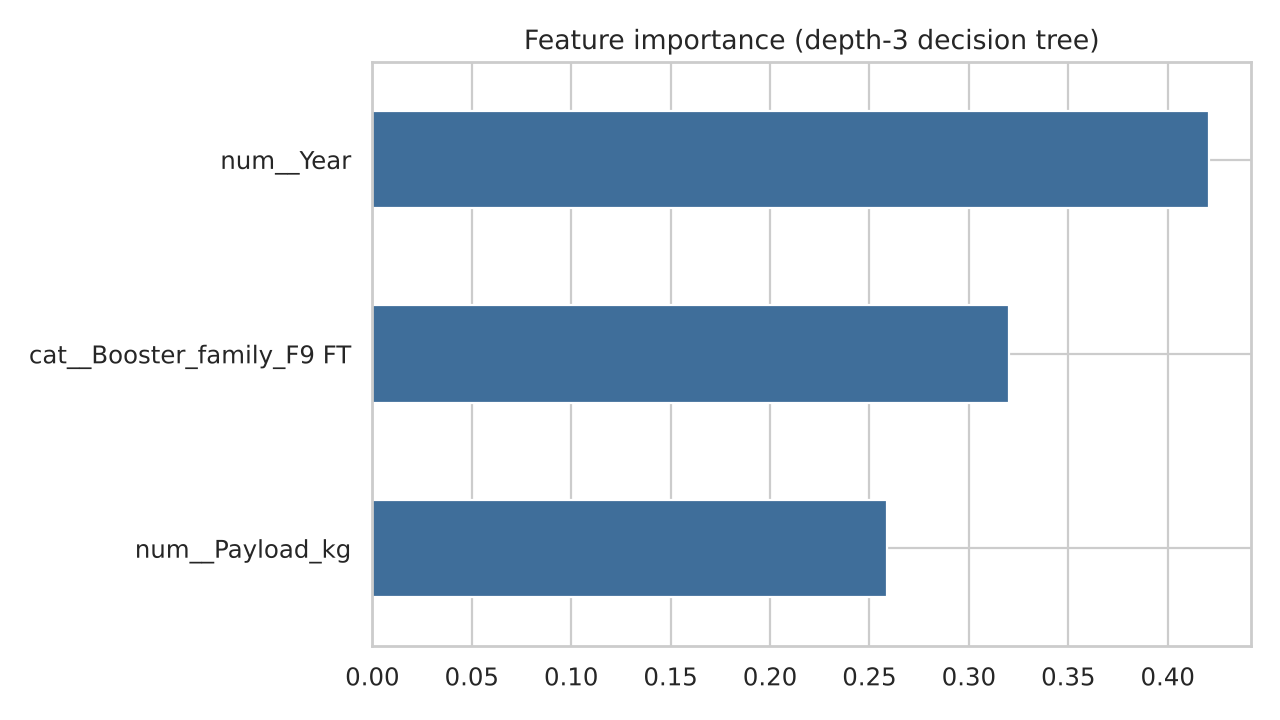 Feature importance (depth-3 decision tree)
num__Year
cat__Booster_family_F9 FT
num__Payload_kg
0.00 0.05 0.10 0.15 0.20 0.25 0.30 0.35 0.40